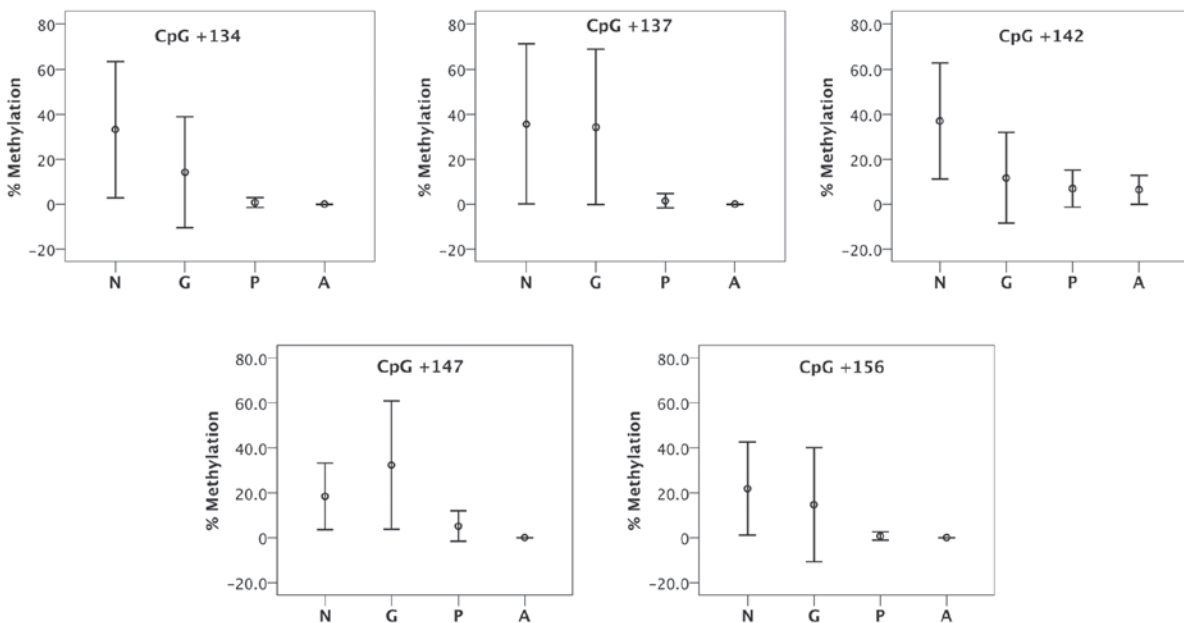 CpG +134
% Methylation
80
60
40
20
0
-20
N G P A
CpG +137
% Methylation
80
60
40
20
0
-20
N G P A
CpG +142
% Methylation
80.0
60.0
40.0
20.0
0
-20.0
N G P A
CpG +147
% Methylation
80.0
60.0
40.0
20.0
0
-20.0
N G P A
CpG +156
% Methylation
80.0
60.0
40.0
20.0
0
-20.0
N G P A